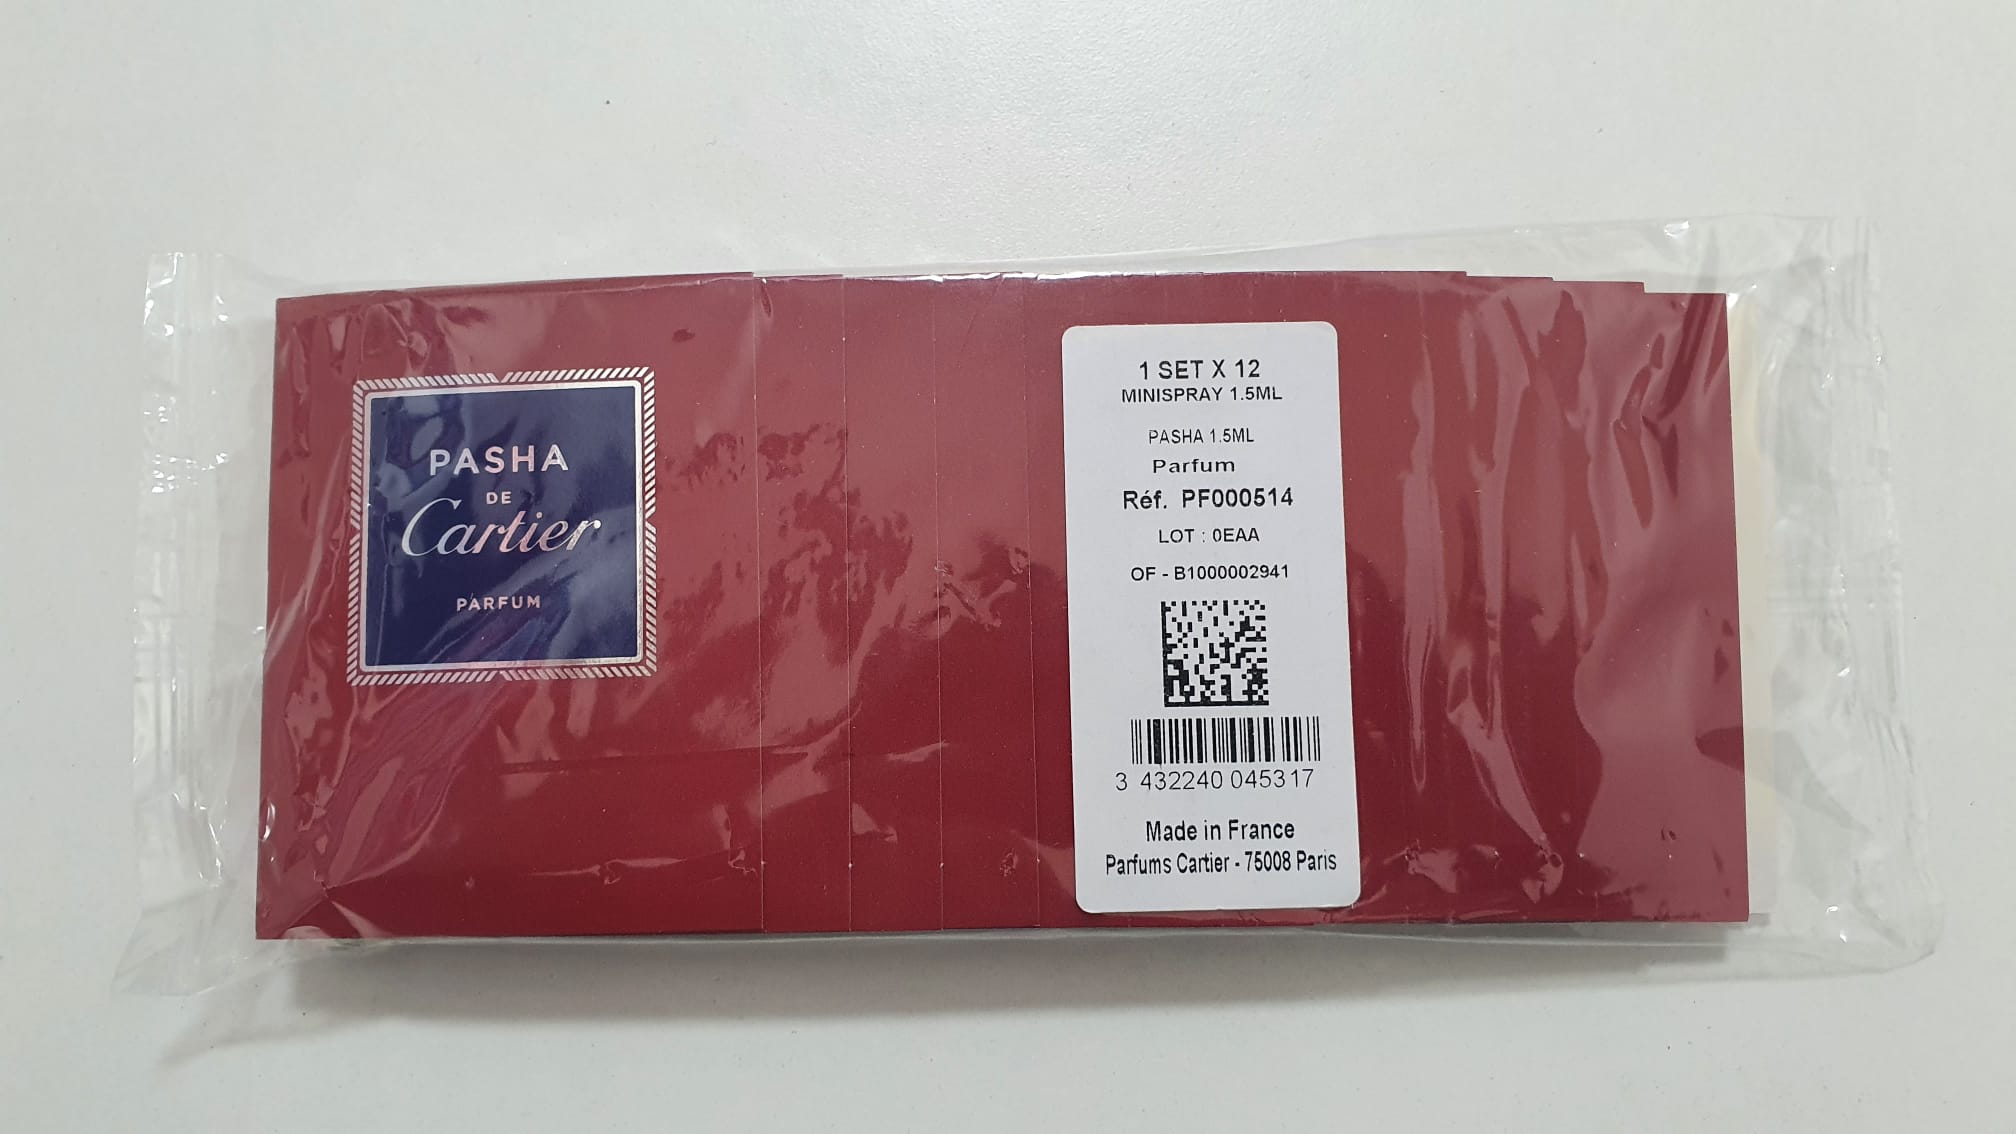 PASHA
DE
Cartier
PARFUM
1 SET X 12
MINISPRAY 1.5ML
PASHA 1.5ML
Parfum
Réf. PF000514
LOT : 0EAA
OF - B1000002941
3 432240 045317
Made in France
Parfums Cartier - 75008 Paris